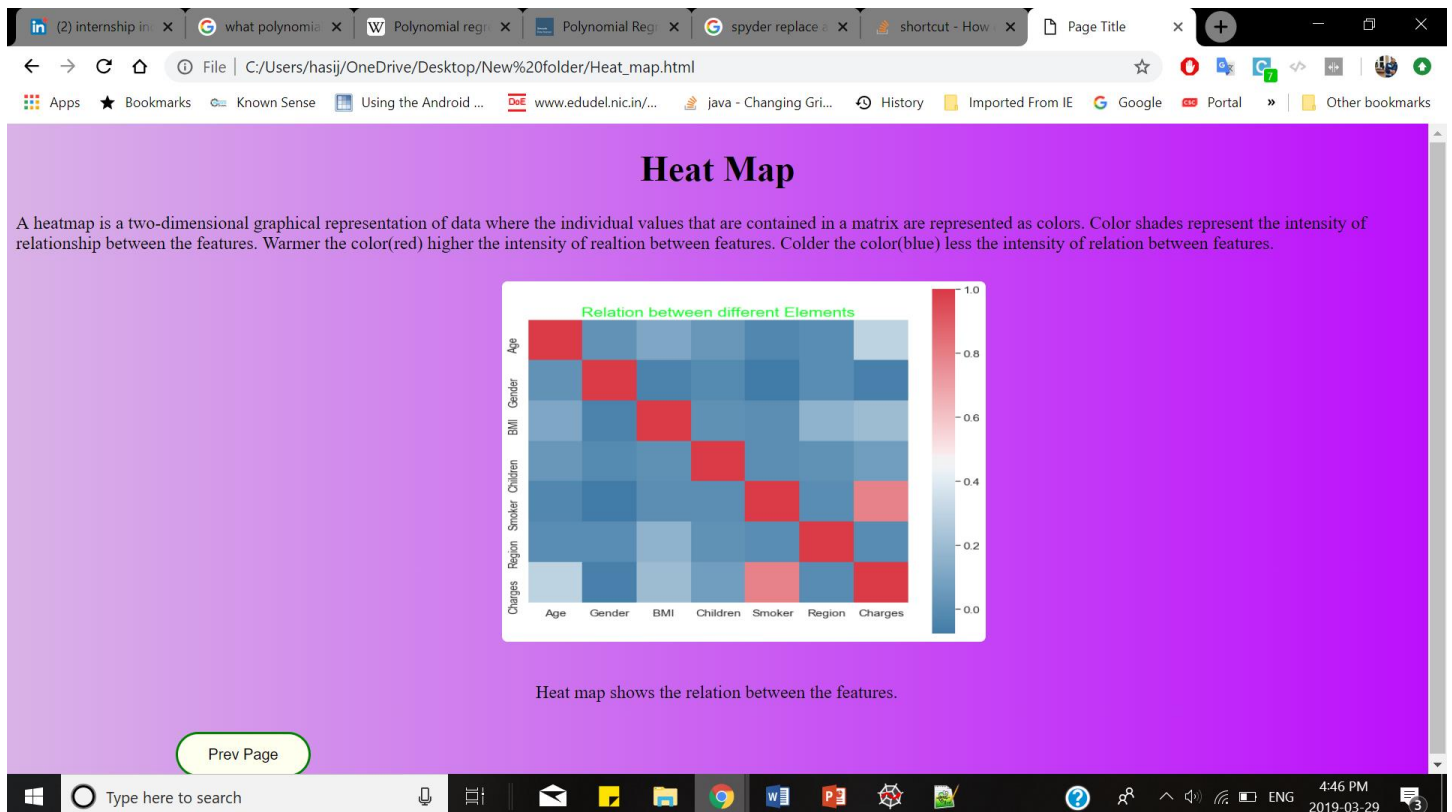 (2) internship in
what polynomia
Polynomial regr
Polynomial Reg
spyder replace a
shortcut - How
Page Title
File | C:/Users/hasij/OneDrive/Desktop/New%20folder/Heat_map.html
7
Apps Bookmarks Known Sense Using the Android ... DoE www.edudel.nic.in/... java - Changing Gri... History Imported From IE Google CSC Portal » Other bookmarks
Heat Map
A heatmap is a two-dimensional graphical representation of data where the individual values that are contained in a matrix are represented as colors. Color shades represent the intensity of
relationship between the features. Warmer the color(red) higher the intensity of realtion between features. Colder the color(blue) less the intensity of relation between features.
Relation between different Elements
Age
Gender
BMI
Children
Smoker
Region
Charges
Age Gender BMI Children Smoker Region Charges
1.0
0.8
0.6
0.4
0.2
0.0
Heat map shows the relation between the features.
Prev Page
Type here to search
ENG
4:46 PM
2019-03-29
3